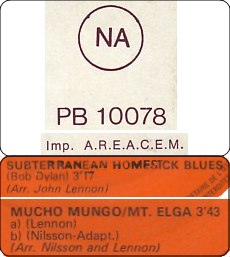 NA
PB 10078
Imp. A.R.E.A.C.E.M.
SUBTERRANEAN HOMESICK BLUES
(Bob Dylan) 3'17
(Arr. John Lennon)
MUCHO MUNGO/MT. ELGA 3'43
a) (Lennon)
b) (Nilsson-Adapt.)
(Arr. Nilsson and Lennon)